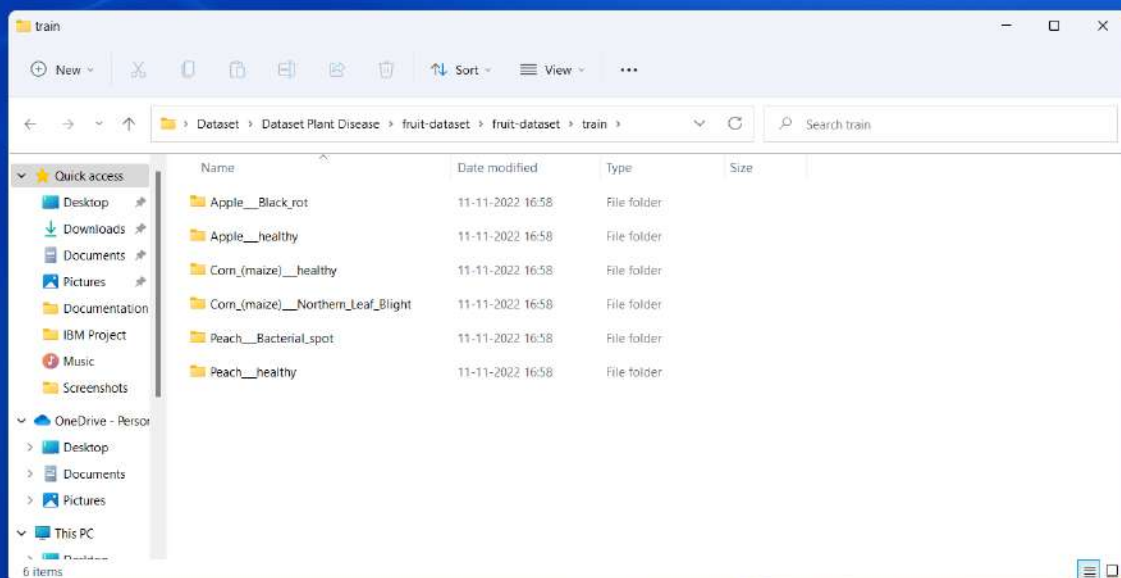 train
New Sort View
Dataset > Dataset Plant Disease > fruit-dataset > fruit-dataset > train >
Search train
Name Date modified Type Size
Quick access
Desktop
Downloads
Documents
Pictures
Documentation
IBM Project
Music
Screenshots
OneDrive - Person
Desktop
Documents
Pictures
This PC
Apple___Black_rot 11-11-2022 16:58 File folder
Apple___healthy 11-11-2022 16:58 File folder
Corn_(maize)___healthy 11-11-2022 16:58 File folder
Corn_(maize)___Northern_Leaf_Blight 11-11-2022 16:58 File folder
Peach___Bacterial_spot 11-11-2022 16:58 File folder
Peach___healthy 11-11-2022 16:58 File folder
6 items